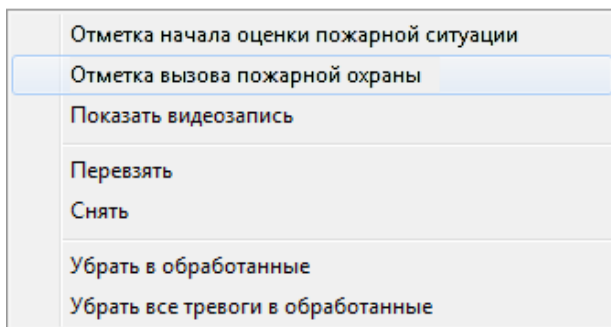 Отметка начала оценки пожарной ситуации
Отметка вызова пожарной охраны
Показать видеозапись
Перевзять
Снять
Убрать в обработанные
Убрать все тревоги в обработанные